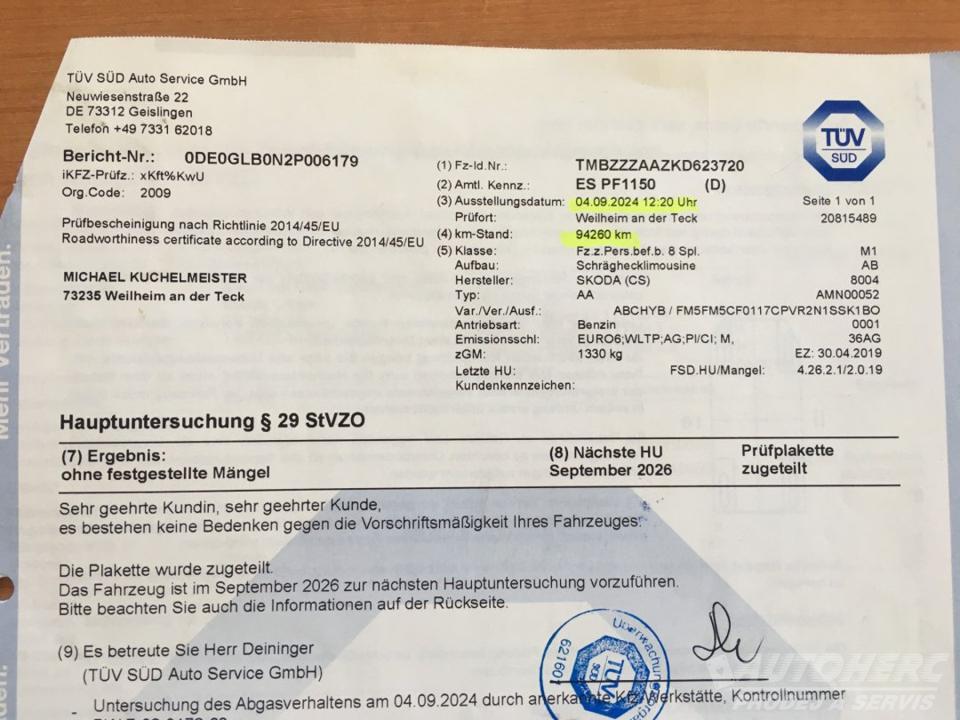 TÜV SÜD Auto Service GmbH
Neuwiesenstraße 22
DE 73312 Geislingen
Telefon +49 7331 62018
TÜV
SÜD
Bericht-Nr.: 0DE0GLB0N2P006179
iKFZ-Prüfz.: xKft%KwU
Org.Code: 2009
Prüfbescheinigung nach Richtlinie 2014/45/EU
Roadworthiness certificate according to Directive 2014/45/EU
MICHAEL KUCHELMEISTER
73235 Weilheim an der Teck
(1) Fz-Id.Nr.: TMBZZZAAZKD623720
(2) Amtl. Kennz.: ES PF1150 (D)
(3) Ausstellungsdatum: 04.09.2024 12:20 Uhr Seite 1 von 1
Prüfort: Weilheim an der Teck 20815489
(4) km-Stand: 94260 km
(5) Klasse: Fz.z.Pers.bef.b. 8 Spl. M1
Aufbau: Schräghecklimousine AB
Hersteller: SKODA (CS) 8004
Typ: AA AMN00052
Var./Ver./Ausf.: ABCHYB / FM5FM5CF0117CPVR2N1SSK1BO
Antriebsart: Benzin 0001
Emissionsschl: EURO6;WLTP;AG;PI/CI; M, 36AG
zGM: 1330 kg EZ: 30.04.2019
Letzte HU: FSD.HU/Mangel: 4.26.2.1/2.0.19
Kundenkennzeichen:
Hauptuntersuchung § 29 StVZO
(7) Ergebnis: (8) Nächste HU Prüfplakette
ohne festgestellte Mängel September 2026 zugeteilt
Sehr geehrte Kundin, sehr geehrter Kunde,
es bestehen keine Bedenken gegen die Vorschriftsmäßigkeit Ihres Fahrzeuges.
Die Plakette wurde zugeteilt.
Das Fahrzeug ist im September 2026 zur nächsten Hauptuntersuchung vorzuführen.
Bitte beachten Sie auch die Informationen auf der Rückseite.
(9) Es betreute Sie Herr Deininger
(TÜV SÜD Auto Service GmbH)
- Untersuchung des Abgasverhaltens am 04.09.2024 durch anerkannte Kfz-Werkstätte, Kontrollnummer
621601
TÜV
SÜD
Mehr Vertrauen.
AUTOHERC
PRODEJ A SERVIS